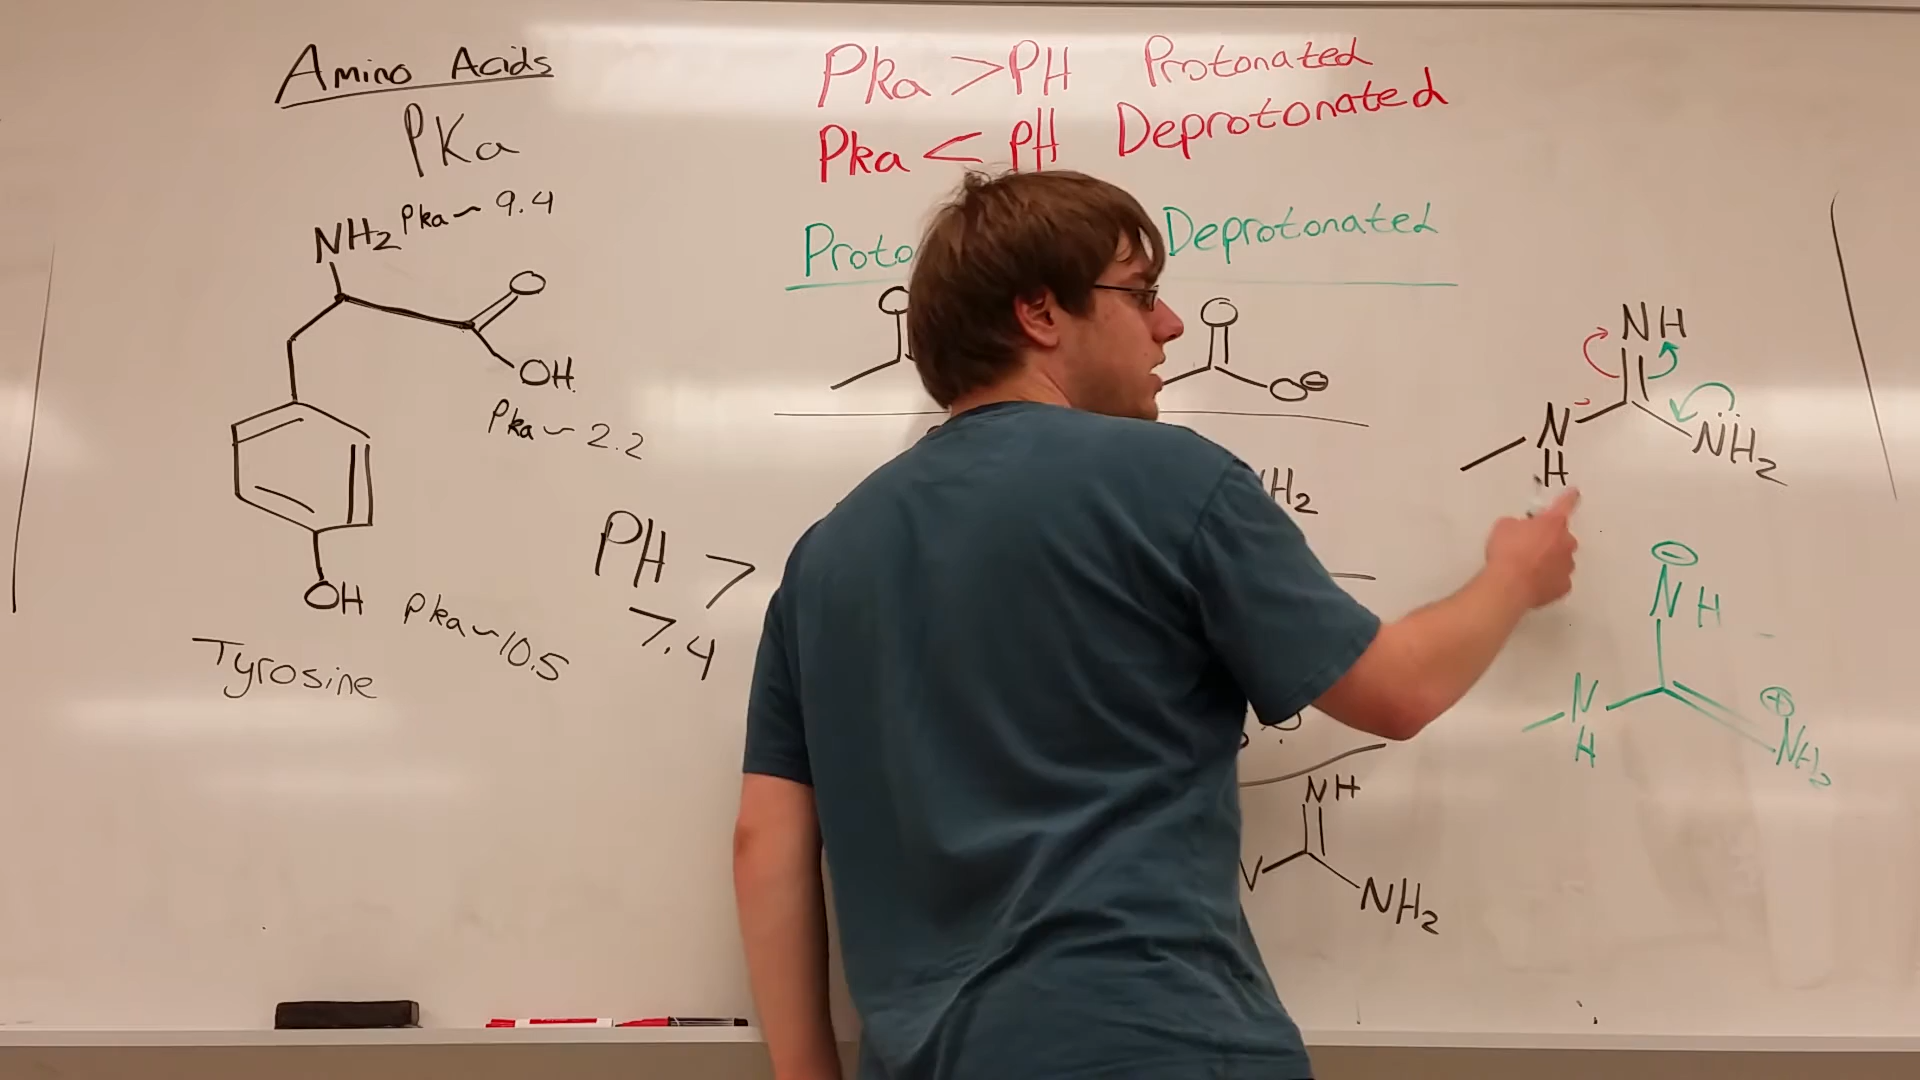 Amino Acids
PKa
NH2 Pka ~ 9.4
O
OH
Pka ~ 2.2
OH Pka ~ 10.5
Tyrosine
PH >
7.4
Pka > PH Protonated
Pka < PH Deprotonated
Deprotonated
O
O
O⊖
H2
NH
NH2
NH
N
H
NH2
⊖
NH
N
H
⊕
NH2